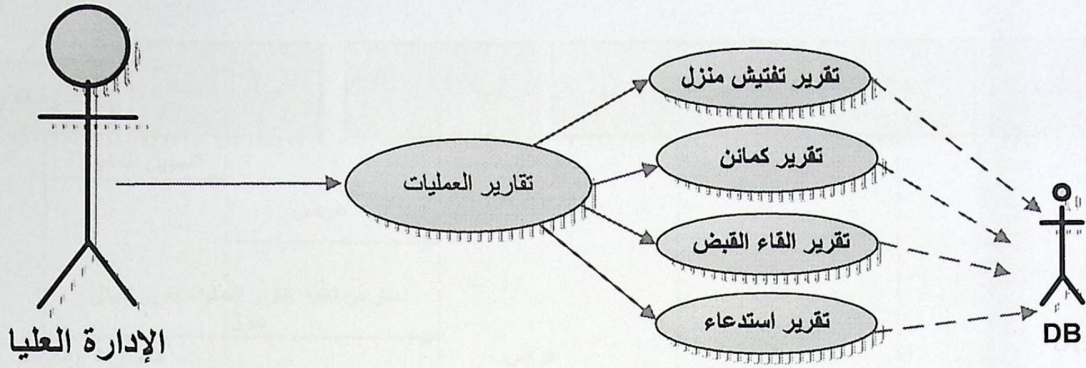 تقرير تفتيش منزل
تقرير كمائن
تقارير العمليات
تقرير القاء القبض
تقرير استدعاء
الإدارة العليا
DB